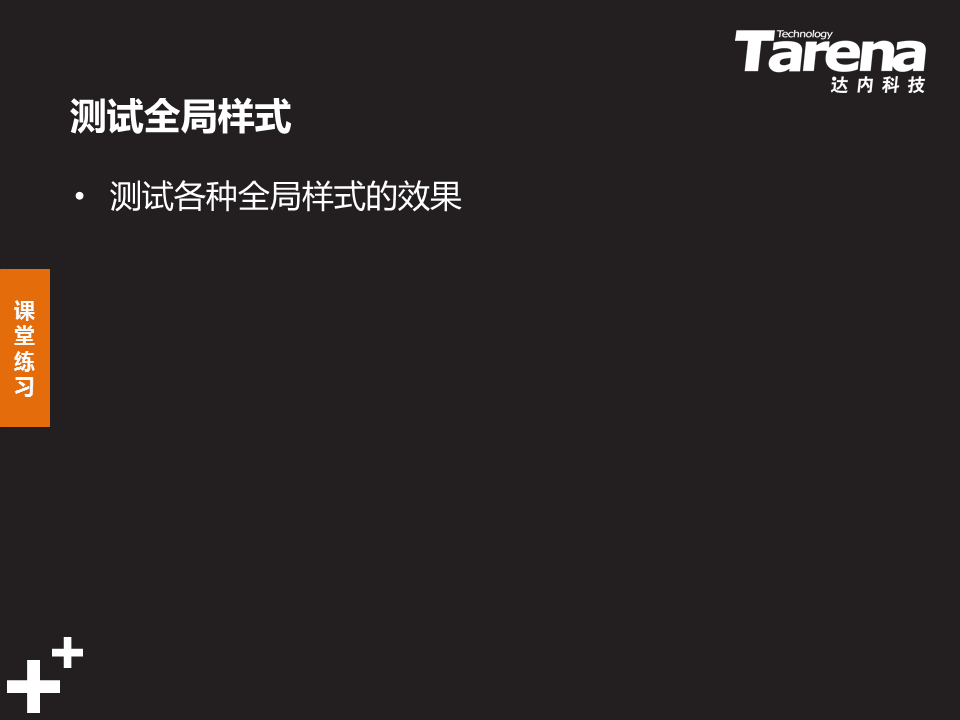 Technology
Tarena
达内科技
测试全局样式
• 测试各种全局样式的效果
课
堂
练
习